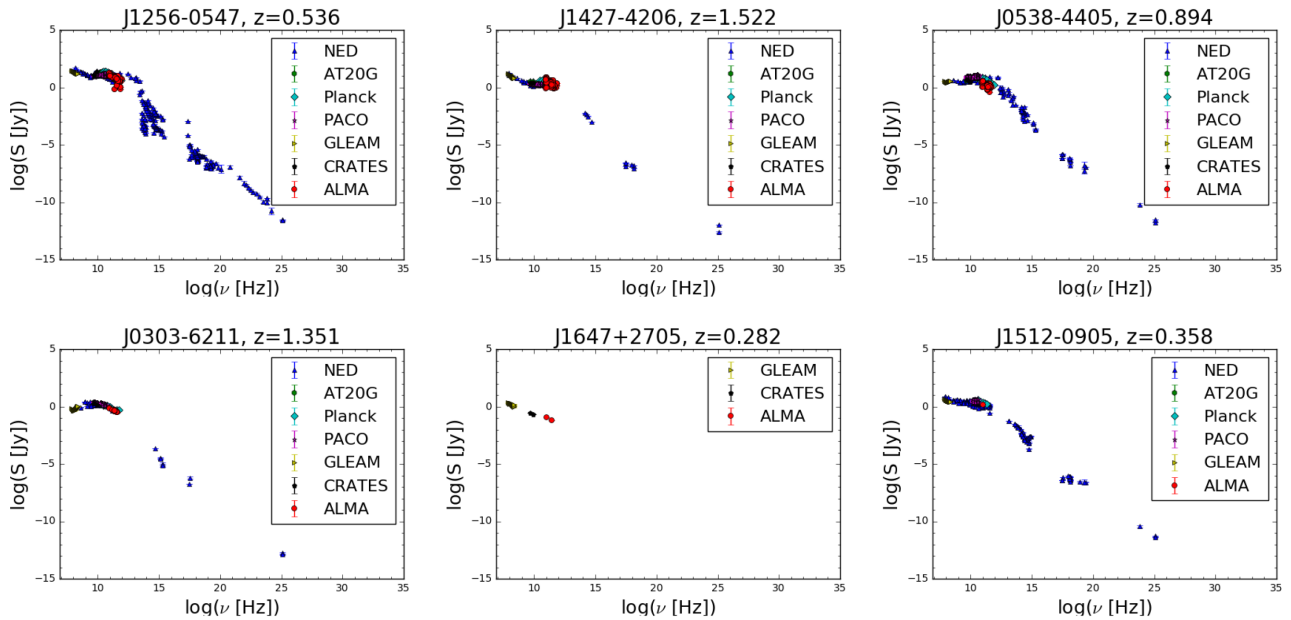 J1256-0547, z=0.536
5
0
−5
−10
−15
log(S [Jy])
10 15 20 25 30 35
log(ν [Hz])
NED
AT20G
Planck
PACO
GLEAM
CRATES
ALMA
J1427-4206, z=1.522
5
0
−5
−10
−15
log(S [Jy])
10 15 20 25 30 35
log(ν [Hz])
NED
AT20G
Planck
PACO
GLEAM
CRATES
ALMA
J0538-4405, z=0.894
5
0
−5
−10
−15
log(S [Jy])
10 15 20 25 30 35
log(ν [Hz])
NED
AT20G
Planck
PACO
GLEAM
CRATES
ALMA
J0303-6211, z=1.351
5
0
−5
−10
−15
log(S [Jy])
10 15 20 25 30 35
log(ν [Hz])
NED
AT20G
Planck
PACO
GLEAM
CRATES
ALMA
J1647+2705, z=0.282
5
0
−5
−10
−15
log(S [Jy])
10 15 20 25 30 35
log(ν [Hz])
GLEAM
CRATES
ALMA
J1512-0905, z=0.358
5
0
−5
−10
−15
log(S [Jy])
10 15 20 25 30 35
log(ν [Hz])
NED
AT20G
Planck
PACO
GLEAM
CRATES
ALMA